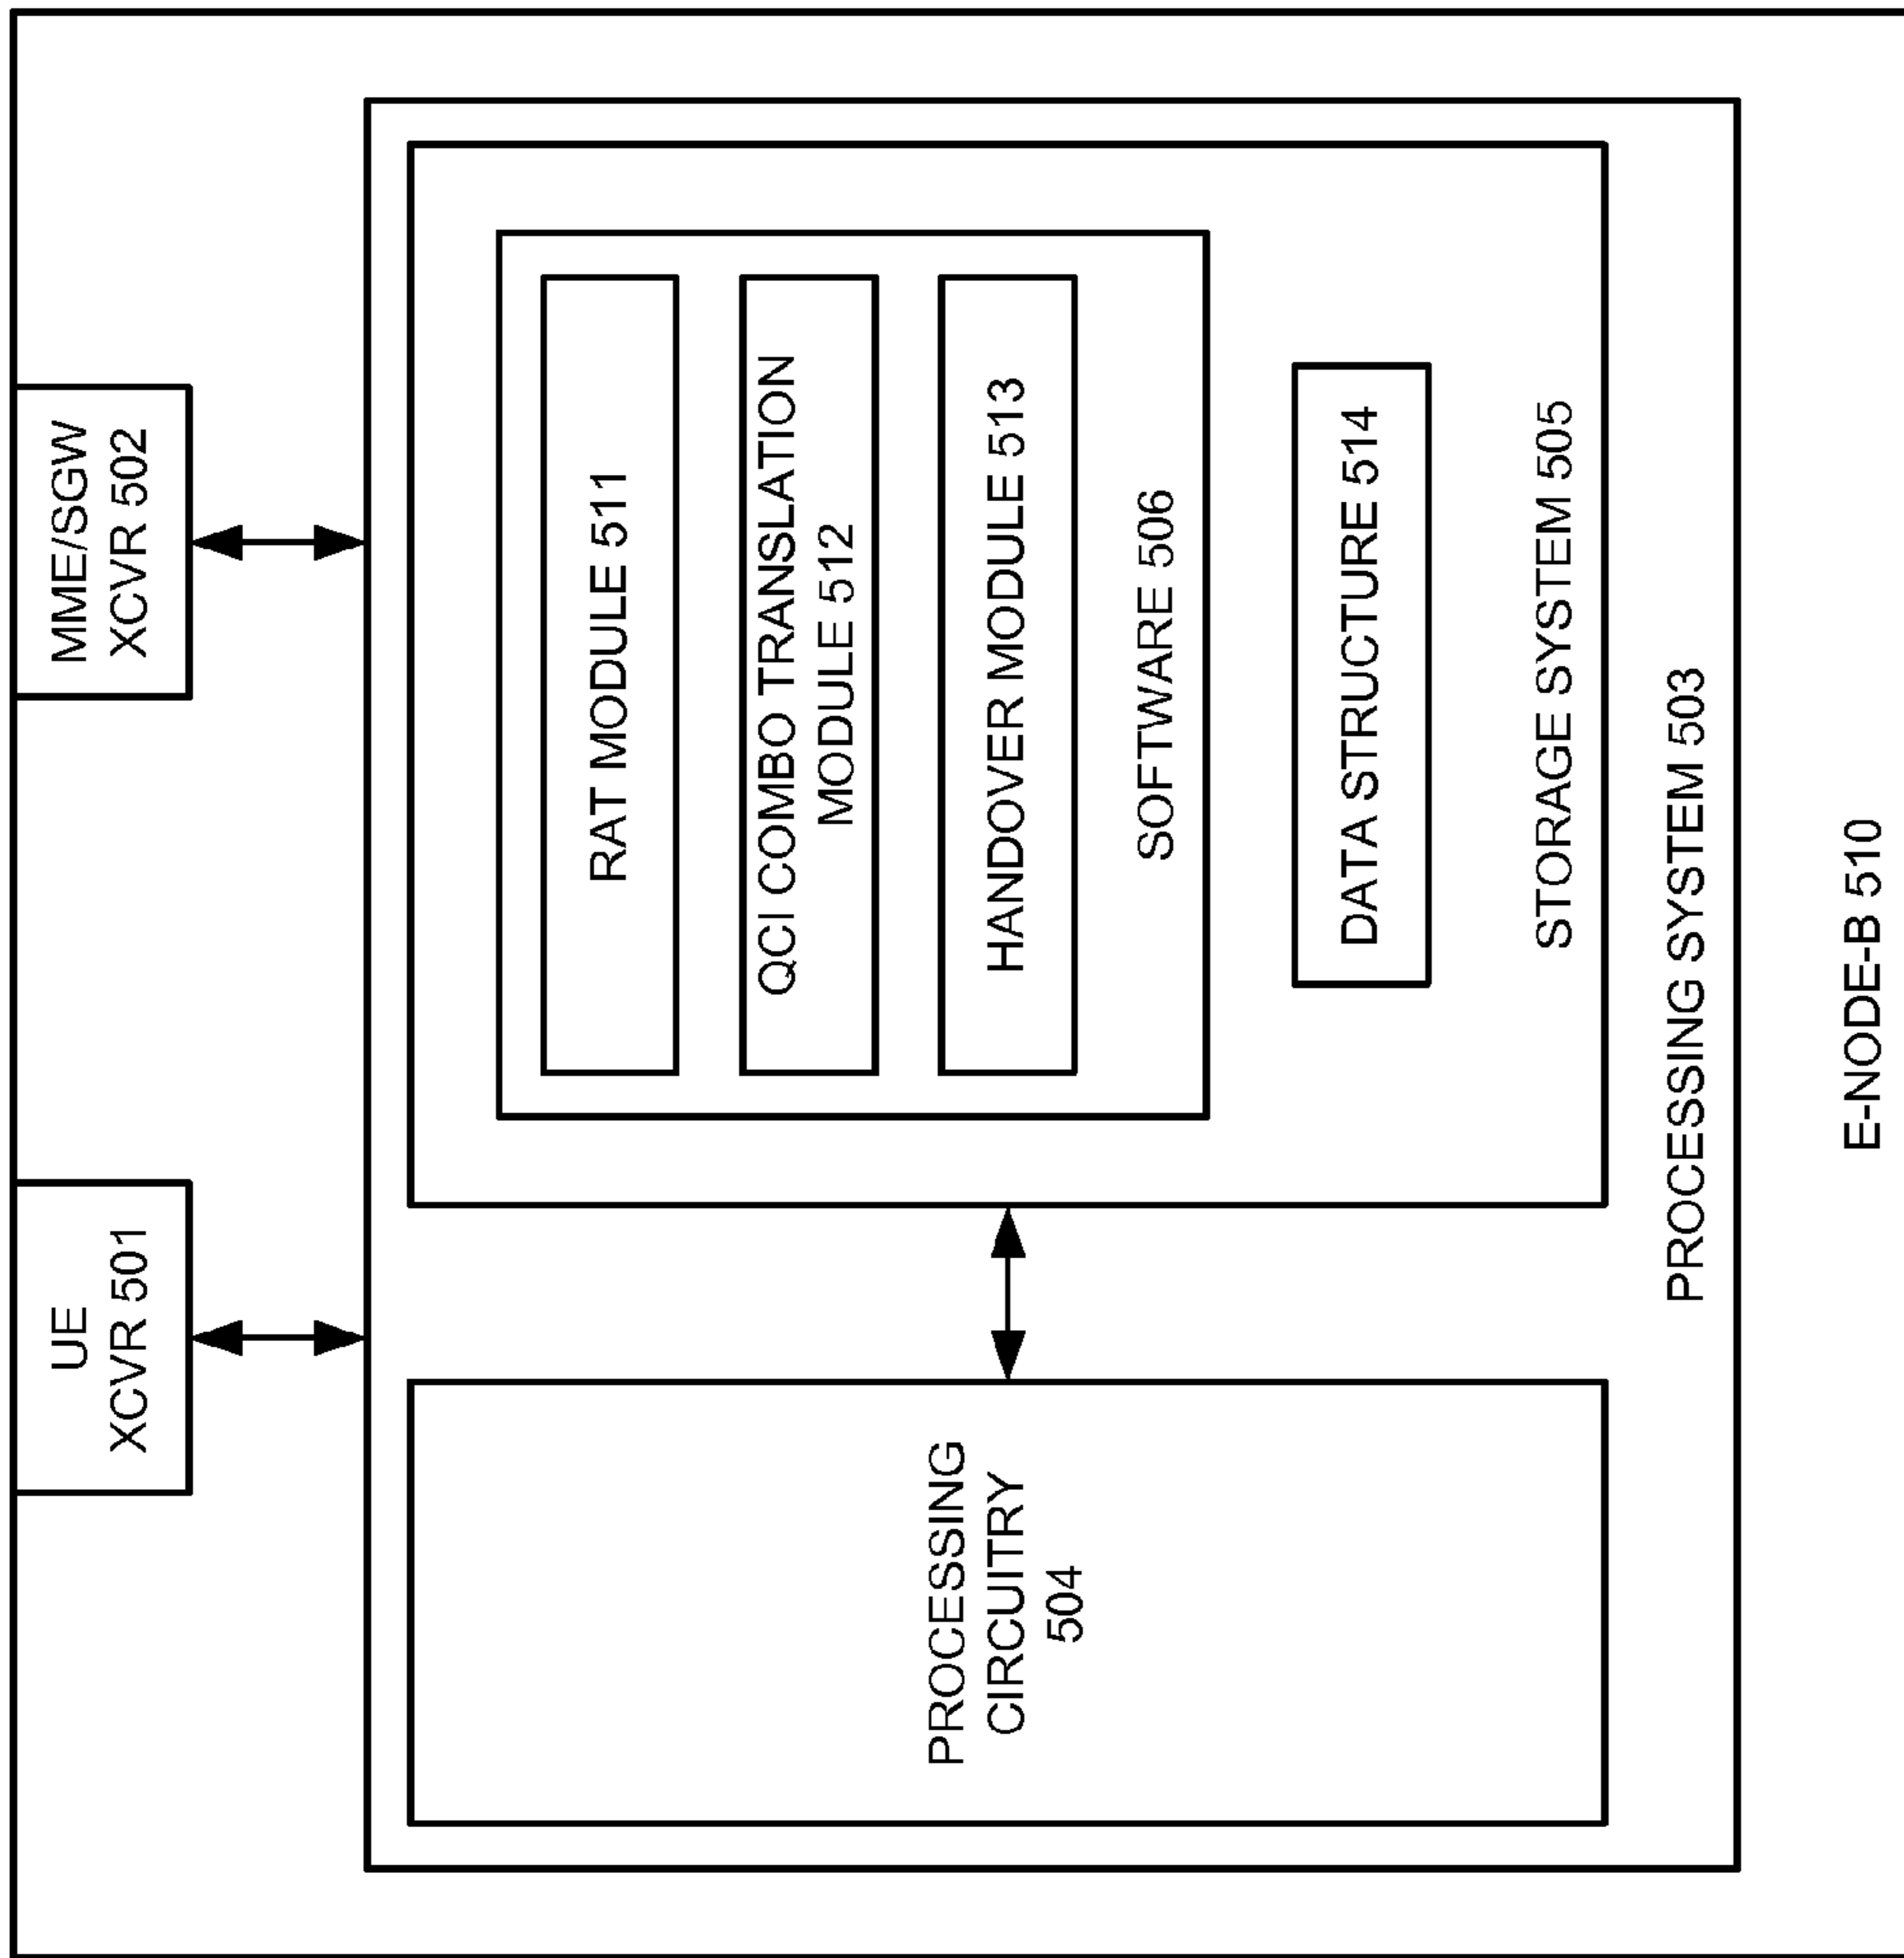 UE
XCVR 501
MME/SGW
XCVR 502
PROCESSING
CIRCUITRY
504
RAT MODULE 511
QCI COMBO TRANSLATION
MODULE 512
HANDOVER MODULE 513
SOFTWARE 506
DATA STRUCTURE 514
STORAGE SYSTEM 505
PROCESSING SYSTEM 503
E-NODE-B 510